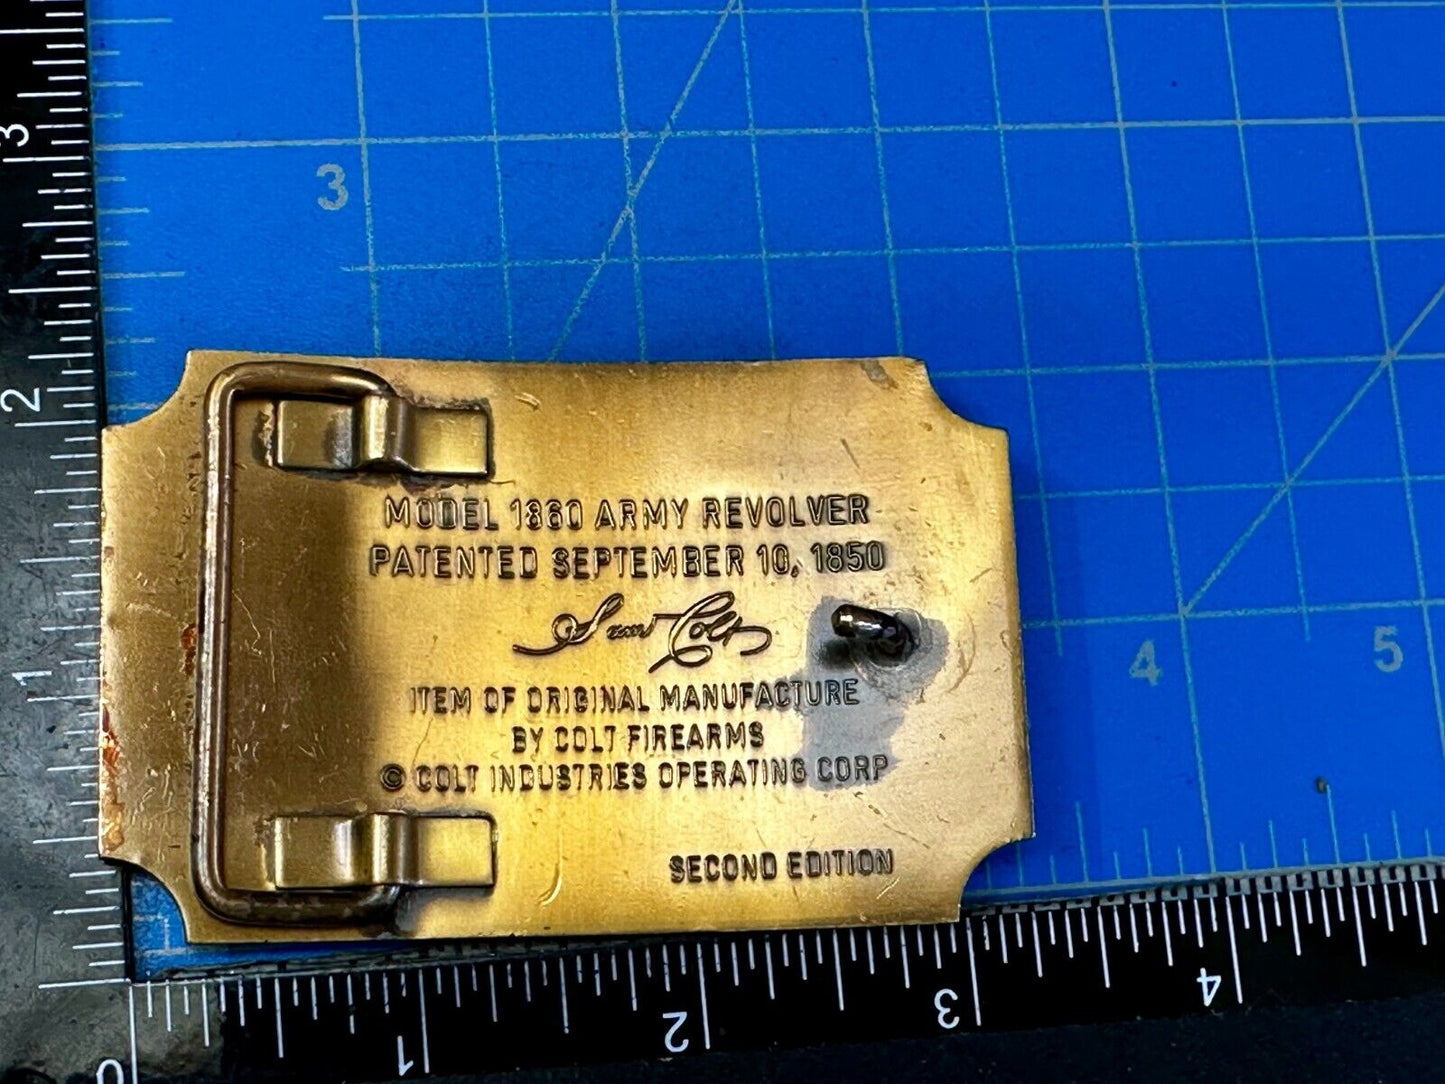 3
3
2
MODEL 1860 ARMY REVOLVER
PATENTED SEPTEMBER 10, 1850
Sam Colt
1
4
5
ITEM OF ORIGINAL MANUFACTURE
BY COLT FIREARMS
© COLT INDUSTRIES OPERATING CORP
SECOND EDITION
0 1 2 3 4